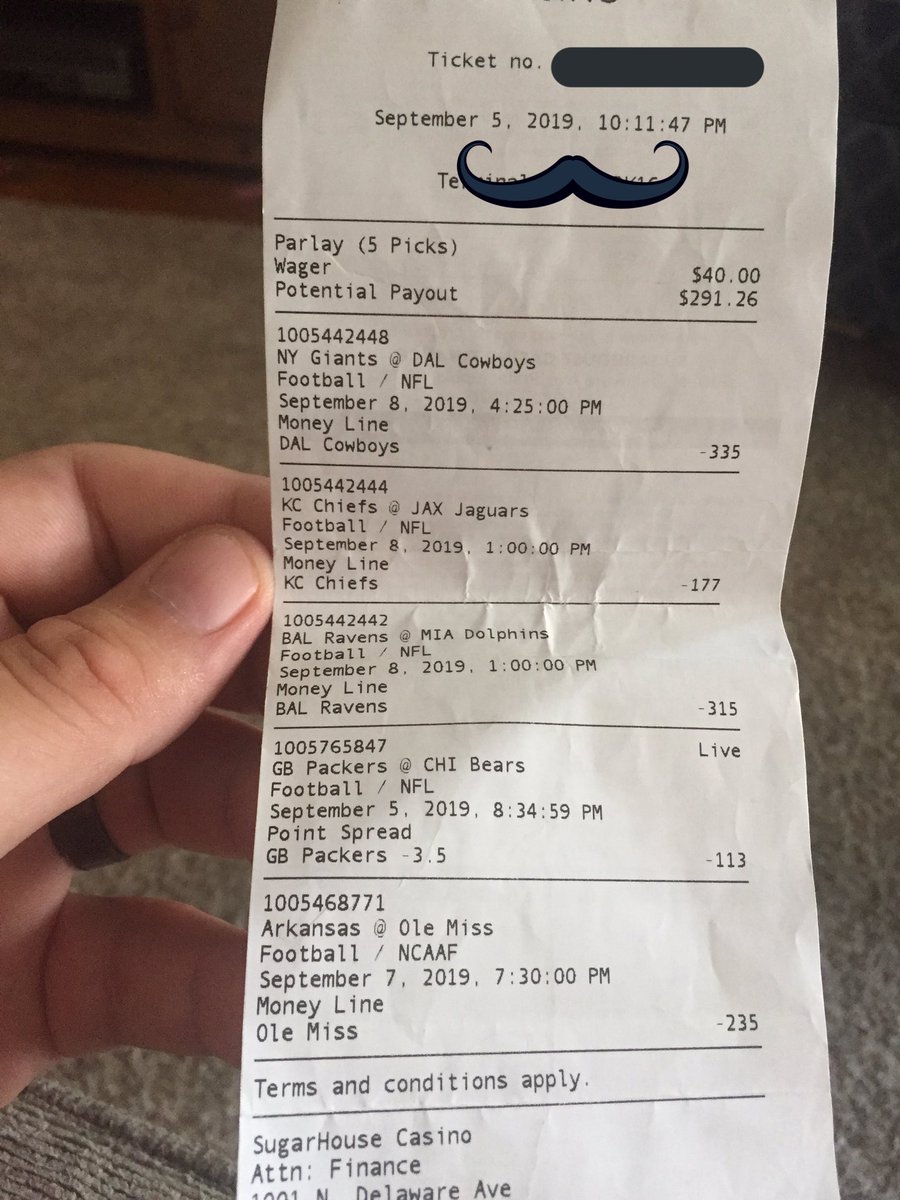 Ticket no.
September 5, 2019, 10:11:47 PM
Parlay (5 Picks)
Wager $40.00
Potential Payout $291.26
1005442448
NY Giants @ DAL Cowboys
Football / NFL
September 8, 2019, 4:25:00 PM
Money Line
DAL Cowboys -335
1005442444
KC Chiefs @ JAX Jaguars
Football / NFL
September 8, 2019, 1:00:00 PM
Money Line
KC Chiefs -177
1005442442
BAL Ravens @ MIA Dolphins
Football / NFL
September 8, 2019, 1:00:00 PM
Money Line
BAL Ravens -315
1005765847 Live
GB Packers @ CHI Bears
Football / NFL
September 5, 2019, 8:34:59 PM
Point Spread
GB Packers -3.5 -113
1005468771
Arkansas @ Ole Miss
Football / NCAAF
September 7, 2019, 7:30:00 PM
Money Line
Ole Miss -235
Terms and conditions apply.
SugarHouse Casino
Attn: Finance
1001 N. Delaware Ave